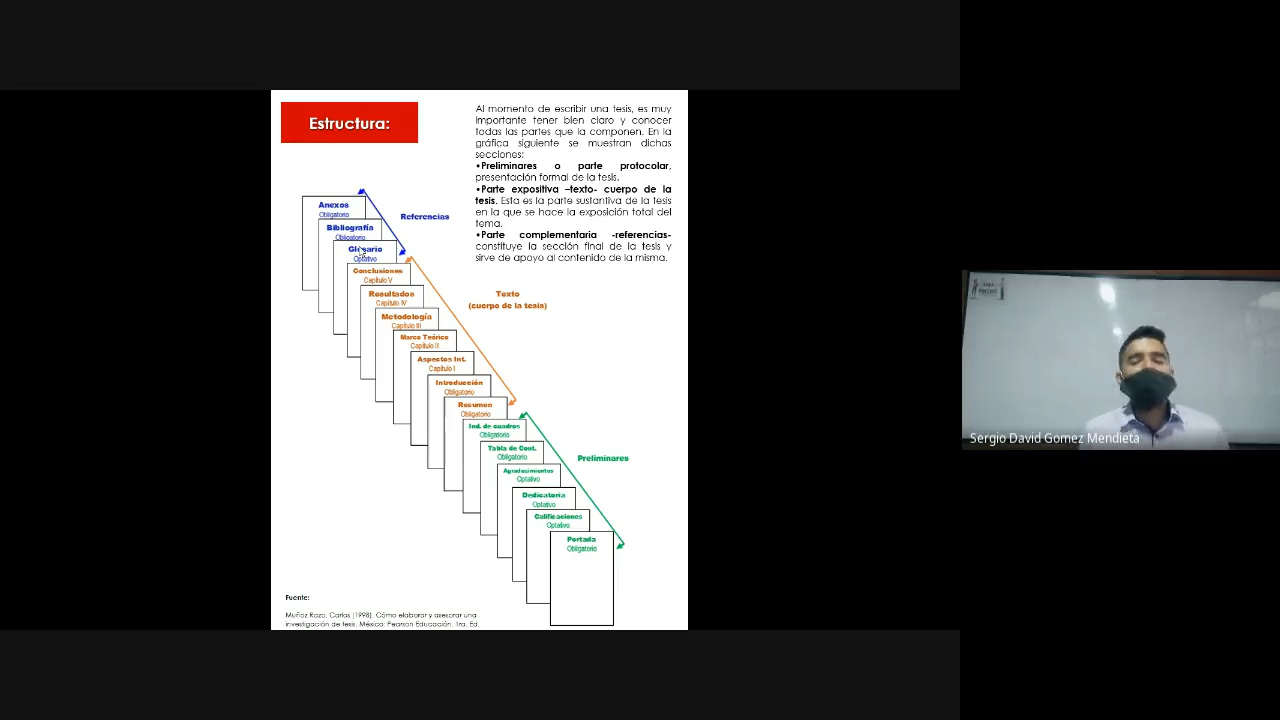 Estructura:
Al momento de escribir una tesis, es muy
importante tener bien claro y conocer
todas las partes que la componen. En la
gráfica siguiente se muestran dichas
secciones:
•Preliminares o parte protocolar,
presentación formal de la tesis.
•Parte expositiva –texto- cuerpo de la
tesis. Esta es la parte sustantiva de la tesis
en la que se hace la exposición total del
tema.
•Parte complementaria -referencias-
constituye la sección final de la tesis y
sirve de apoyo al contenido de la misma.
Anexos
Obligatorio
Bibliografía
Obligatorio
Glosario
Optativo
Referencias
Conclusiones
Capítulo V
Resultados
Capítulo IV
Metodología
Capítulo III
Marco Teórico
Capítulo II
Aspectos Int.
Capítulo I
Introducción
Obligatorio
Resumen
Obligatorio
Texto
(cuerpo de la tesis)
Ind. de cuadros
Obligatorio
Tabla de Cont.
Obligatorio
Agradecimientos
Optativo
Dedicatoria
Optativo
Calificaciones
Optativo
Portada
Obligatorio
Preliminares
Fuente:
Muñoz Razo, Carlos (1998). Cómo elaborar y asesorar una
investigación de tesis, México: Pearson Educación. 1ra. Ed.
Sergio David Gomez Mendieta